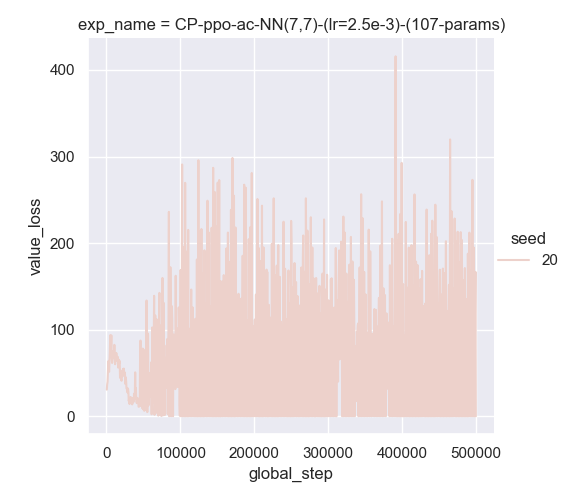 exp_name = CP-ppo-ac-NN(7,7)-(lr=2.5e-3)-(107-params)
400
300
200
100
0
value_loss
seed
20
0 100000 200000 300000 400000 500000
global_step